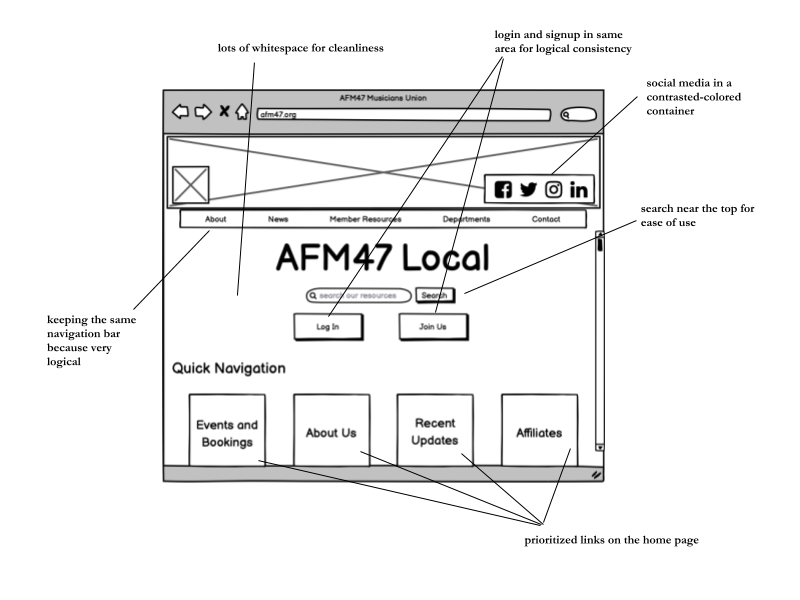 lots of whitespace for cleanliness
login and signup in same
area for logical consistency
social media in a
contrasted-colored
container
AFM47 Musicians Union
afm47.org
in
About News Member Resources Departments Contact
search near the top for
ease of use
AFM47 Local
search our resources Search
Log In Join Us
keeping the same
navigation bar
because very
logical
Quick Navigation
Events and
Bookings
About Us
Recent
Updates
Affiliates
prioritized links on the home page